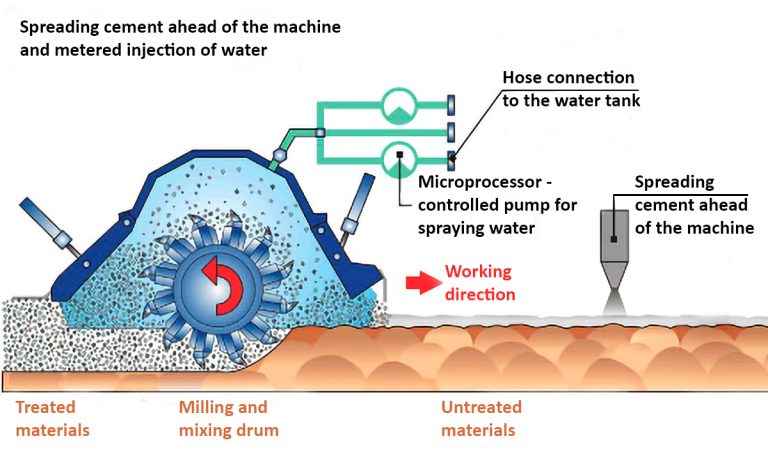 Spreading cement ahead of the machine
and metered injection of water
Hose connection
to the water tank
Microprocessor -
controlled pump for
spraying water
Spreading
cement ahead
of the machine
Working
direction
Treated
materials
Milling and
mixing drum
Untreated
materials